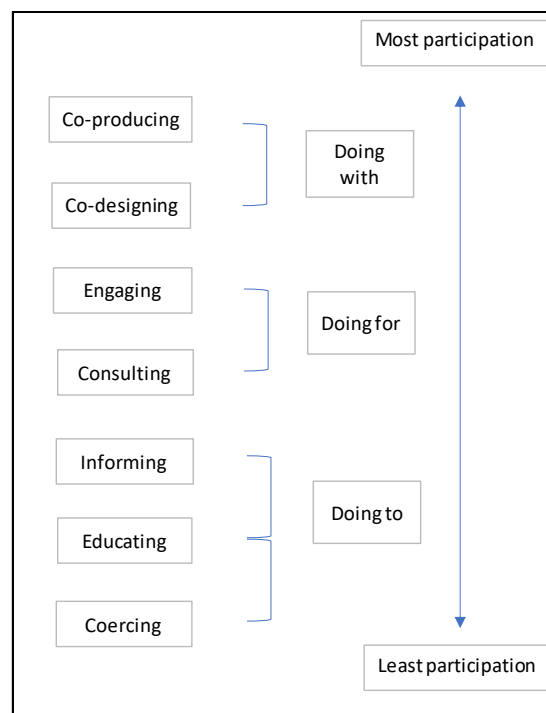 Most participation
Co-producing
Doing
with
Co-designing
Engaging
Doing for
Consulting
Informing
Doing to
Educating
Coercing
Least participation